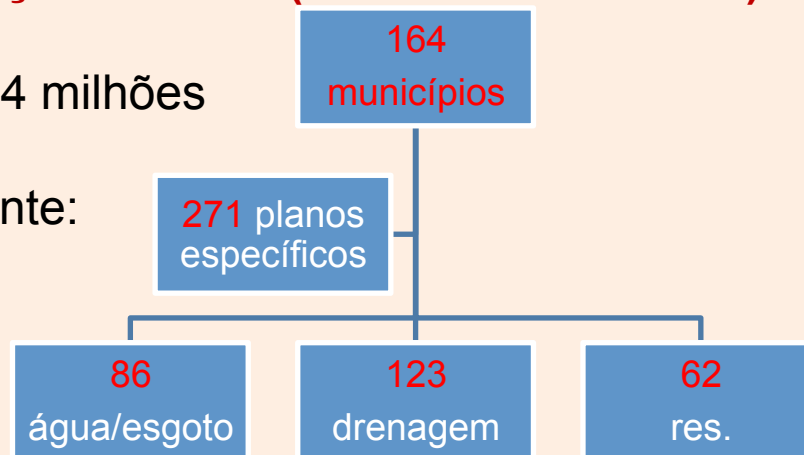 164
municípios
4 milhões
nte:
271 planos
específicos
86
água/esgoto
123
drenagem
62
res.